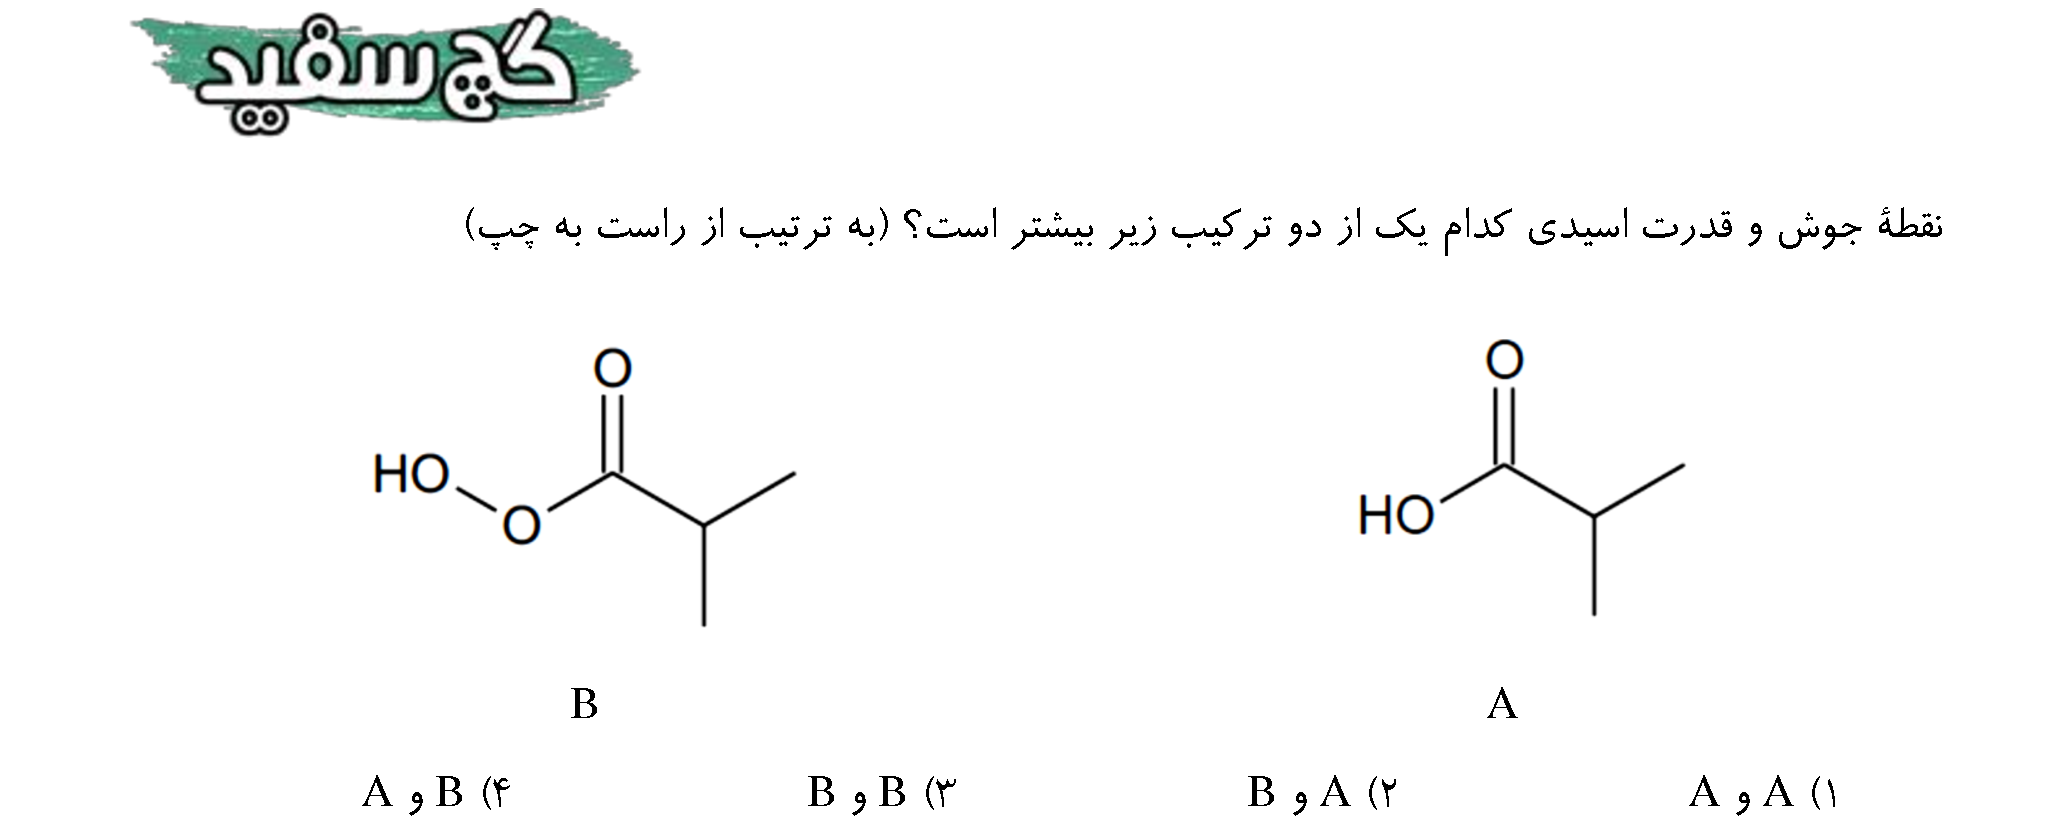 گچ سفید
نقطهٔ جوش و قدرت اسیدی کدام یک از دو ترکیب زیر بیشتر است؟ (به ترتیب از راست به چپ)
O
HO
A
O
HO
O
B
۱) A و A
۲) A و B
۳) B و B
۴) B و A